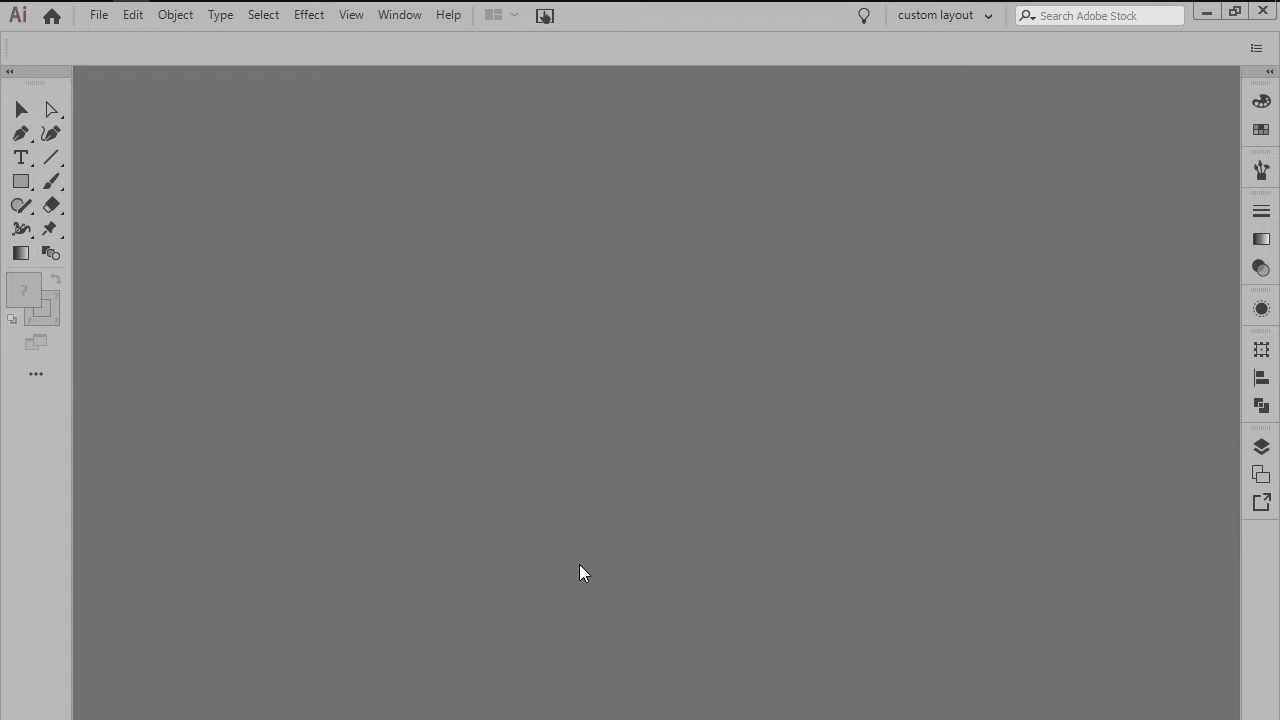 Ai File Edit Object Type Select Effect View Window Help custom layout Search Adobe Stock
T
?
? ?
?